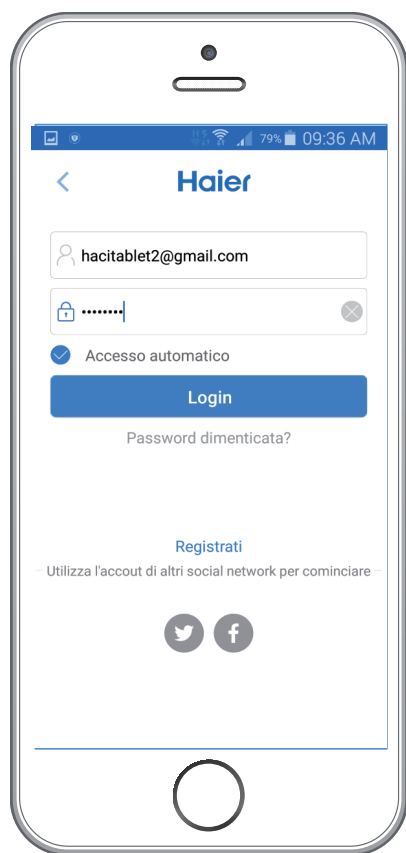 79% 09:36 AM
Haier
hacitablet2@gmail.com
••••••••
Accesso automatico
Login
Password dimenticata?
Registrati
Utilizza l'accout di altri social network per cominciare